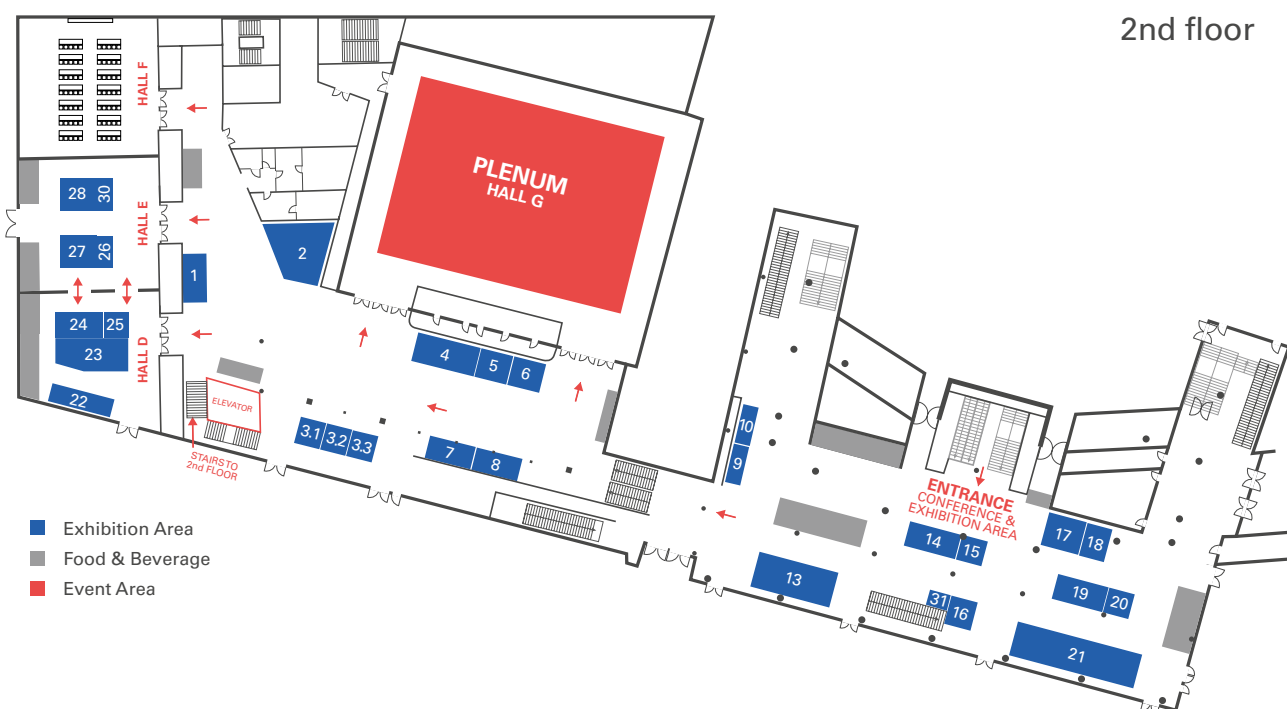 2nd floor
HALL F
PLENUM
HALL G
28
30
HALL E
27
26
2
1
24
25
23
HALL D
22
4
5
6
ELEVATOR
3.1
3.2
3.3
7
8
10
9
STAIRSTO
2nd FLOOR
ENTRANCE
CONFERENCE &
EXHIBITION AREA
14
15
17
18
13
31
16
19
20
21
Exhibition Area
Food & Beverage
Event Area